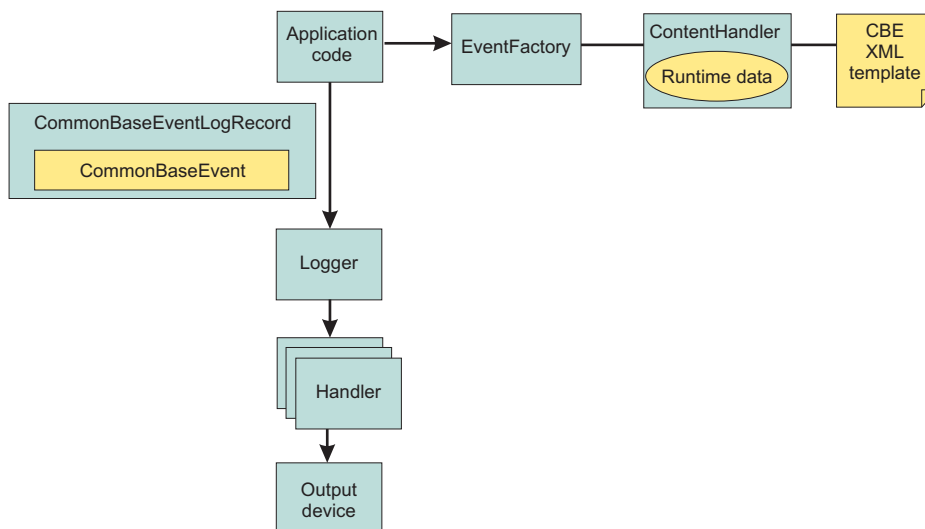 Application
code
EventFactory
ContentHandler
Runtime data
CBE
XML
template
CommonBaseEventLogRecord
CommonBaseEvent
Logger
Handler
Output
device